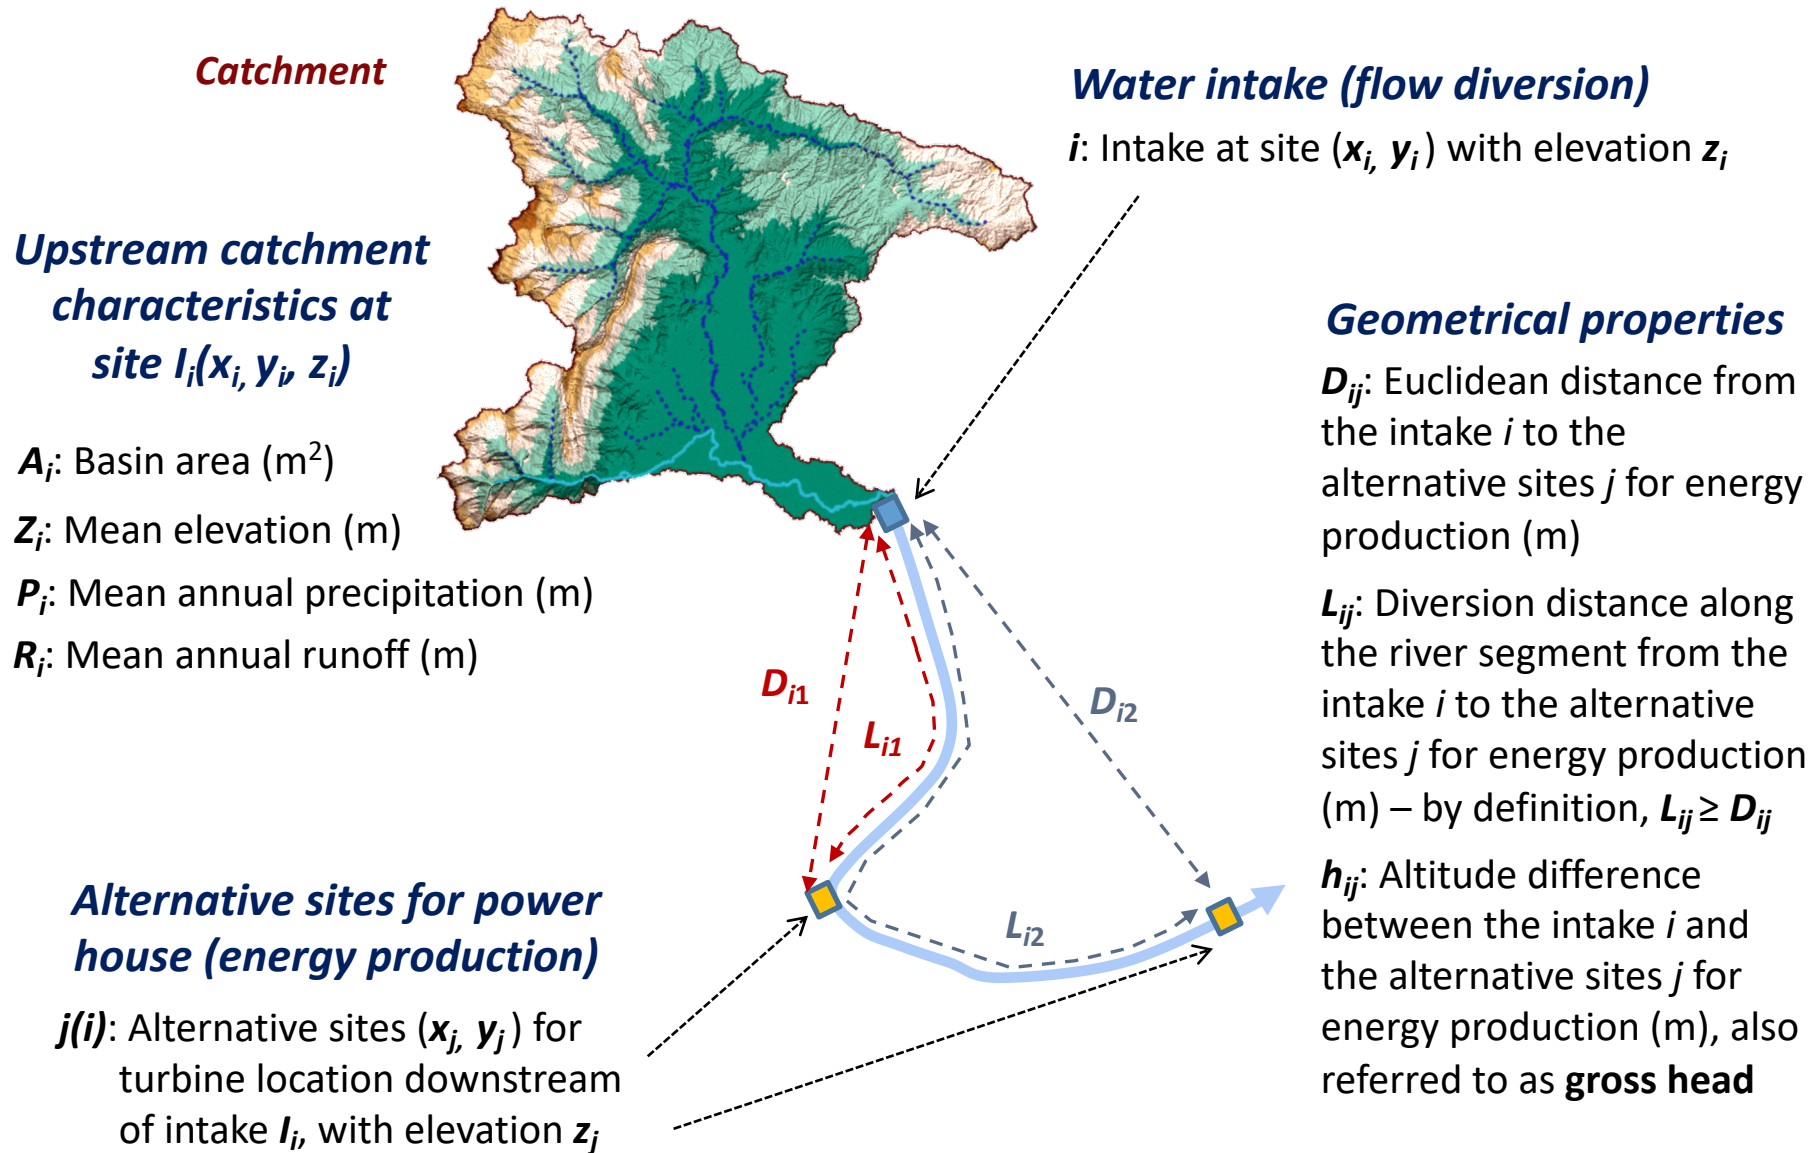 Catchment
Water intake (flow diversion)
i: Intake at site (xi, yi ) with elevation zi
Upstream catchment
characteristics at
site Ii(xi, yi, zi)
Ai: Basin area (m2)
Zi: Mean elevation (m)
Pi: Mean annual precipitation (m)
Ri: Mean annual runoff (m)
Geometrical properties
Dij: Euclidean distance from
the intake i to the
alternative sites j for energy
production (m)
Lij: Diversion distance along
the river segment from the
intake i to the alternative
sites j for energy production
(m) – by definition, Lij ≥ Dij
hij: Altitude difference
between the intake i and
the alternative sites j for
energy production (m), also
referred to as gross head
Di1
Li1
Di2
Li2
Alternative sites for power
house (energy production)
j(i): Alternative sites (xj, yj ) for
turbine location downstream
of intake Ii, with elevation zj